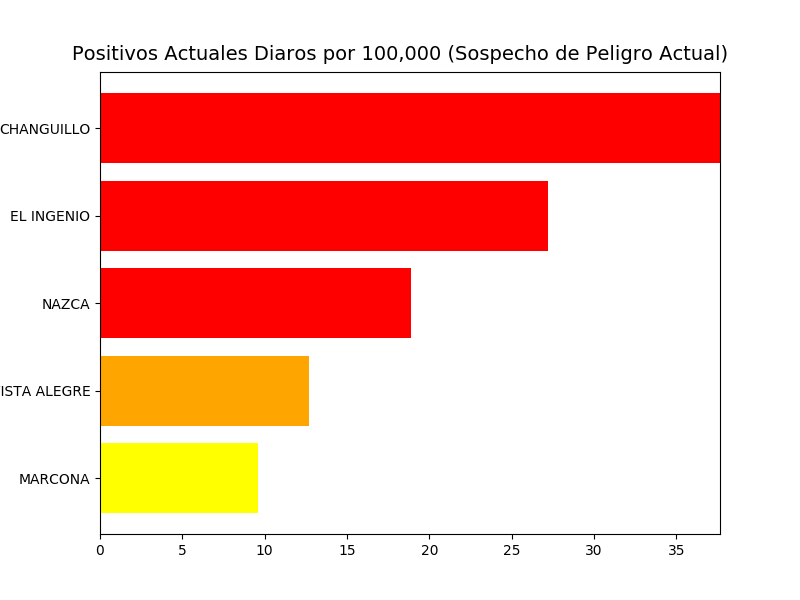 Positivos Actuales Diaros por 100,000 (Sospecho de Peligro Actual)
CHANGUILLO
EL INGENIO
NAZCA
ISTA ALEGRE
MARCONA
0 5 10 15 20 25 30 35